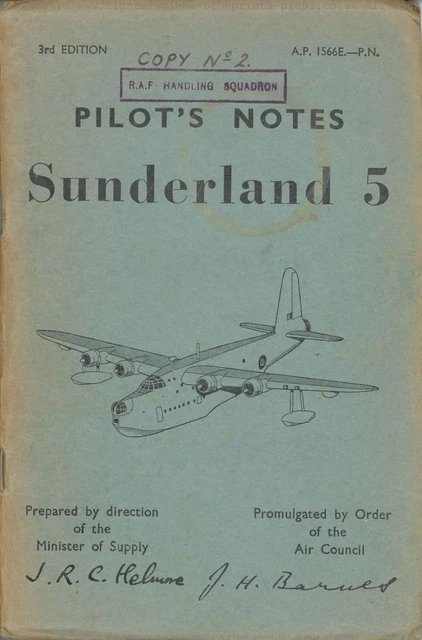 3rd EDITION
A.P. 1566E.—P.N.
COPY Nº 2.
R.A.F HANDLING SQUADRON
PILOT'S NOTES
Sunderland 5
Prepared by direction
of the
Minister of Supply
Promulgated by Order
of the
Air Council
J. R. C. Helmore
J. H. Barnes